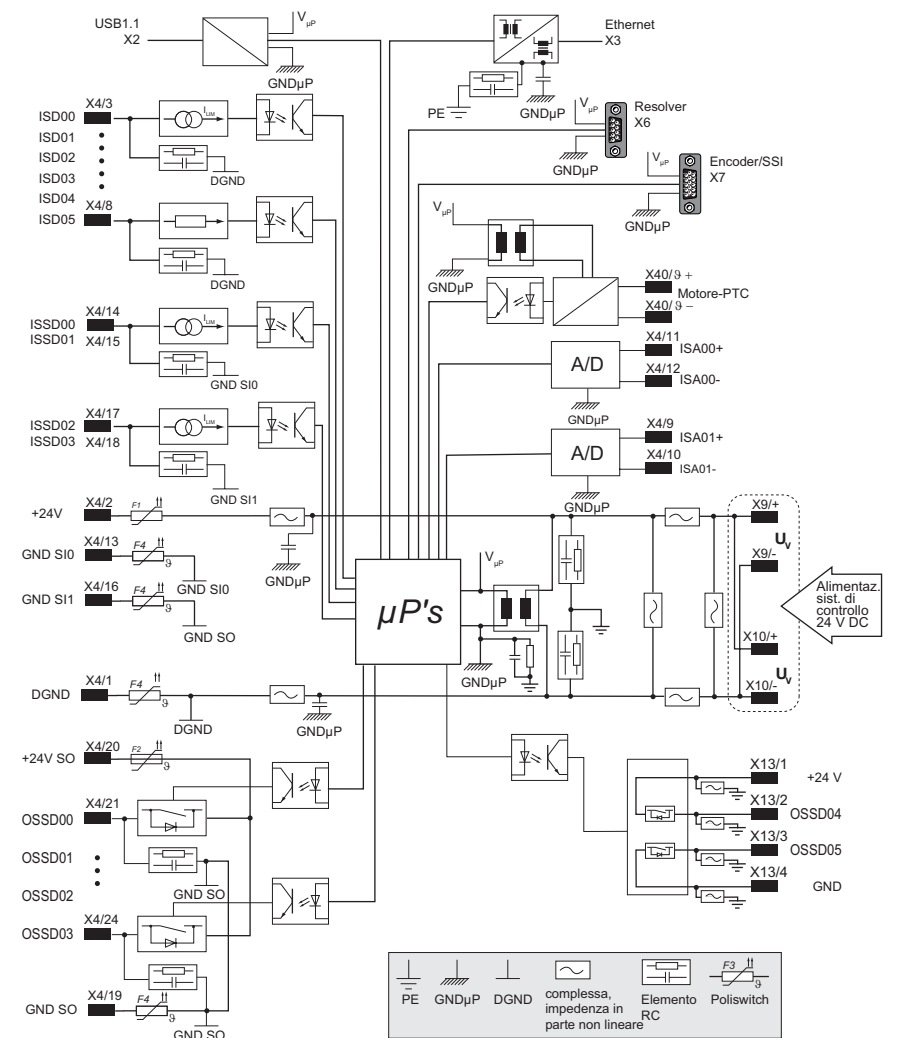 USB1.1
X2
VµP
GNDµP
Ethernet
X3
PE
GNDµP
VµP
Resolver
X6
GNDµP
VµP
Encoder/SSI
X7
GNDµP
X4/3
ISD00
ISD01
ISD02
ISD03
ISD04
X4/8
ISD05
ILIM
DGND
DGND
VµP
GNDµP
X40/ϑ +
Motore-PTC
X40/ϑ −
X4/14
ISSD00
ISSD01 X4/15
ILIM
GND SI0
X4/11
ISA00+
X4/12
ISA00-
A/D
GNDµP
X4/17
ISSD02
ISSD03 X4/18
ILIM
GND SI1
X4/9
ISA01+
X4/10
ISA01-
A/D
GNDµP
X4/2
+24V
F1
ϑ
GNDµP
X4/13
GND SI0
F4
ϑ
GND SI0
X4/16
GND SI1
F4
ϑ
GND SO
µP's
VµP
GNDµP
X9/+
Uv
X9/-
X10/+
Uv
X10/-
Alimentaz.
sist. di
controllo
24 V DC
X4/1
DGND
F4
ϑ
DGND
GNDµP
X4/20
+24V SO
F2
ϑ
X4/21
OSSD00
OSSD01
OSSD02
GND SO
X4/24
OSSD03
X4/19
GND SO
F4
ϑ
GND SO
X13/1
+24 V
X13/2
OSSD04
X13/3
OSSD05
X13/4
GND
PE
GNDµP
DGND
complessa,
impedenza in
parte non lineare
Elemento
RC
F3
ϑ
Poliswitch